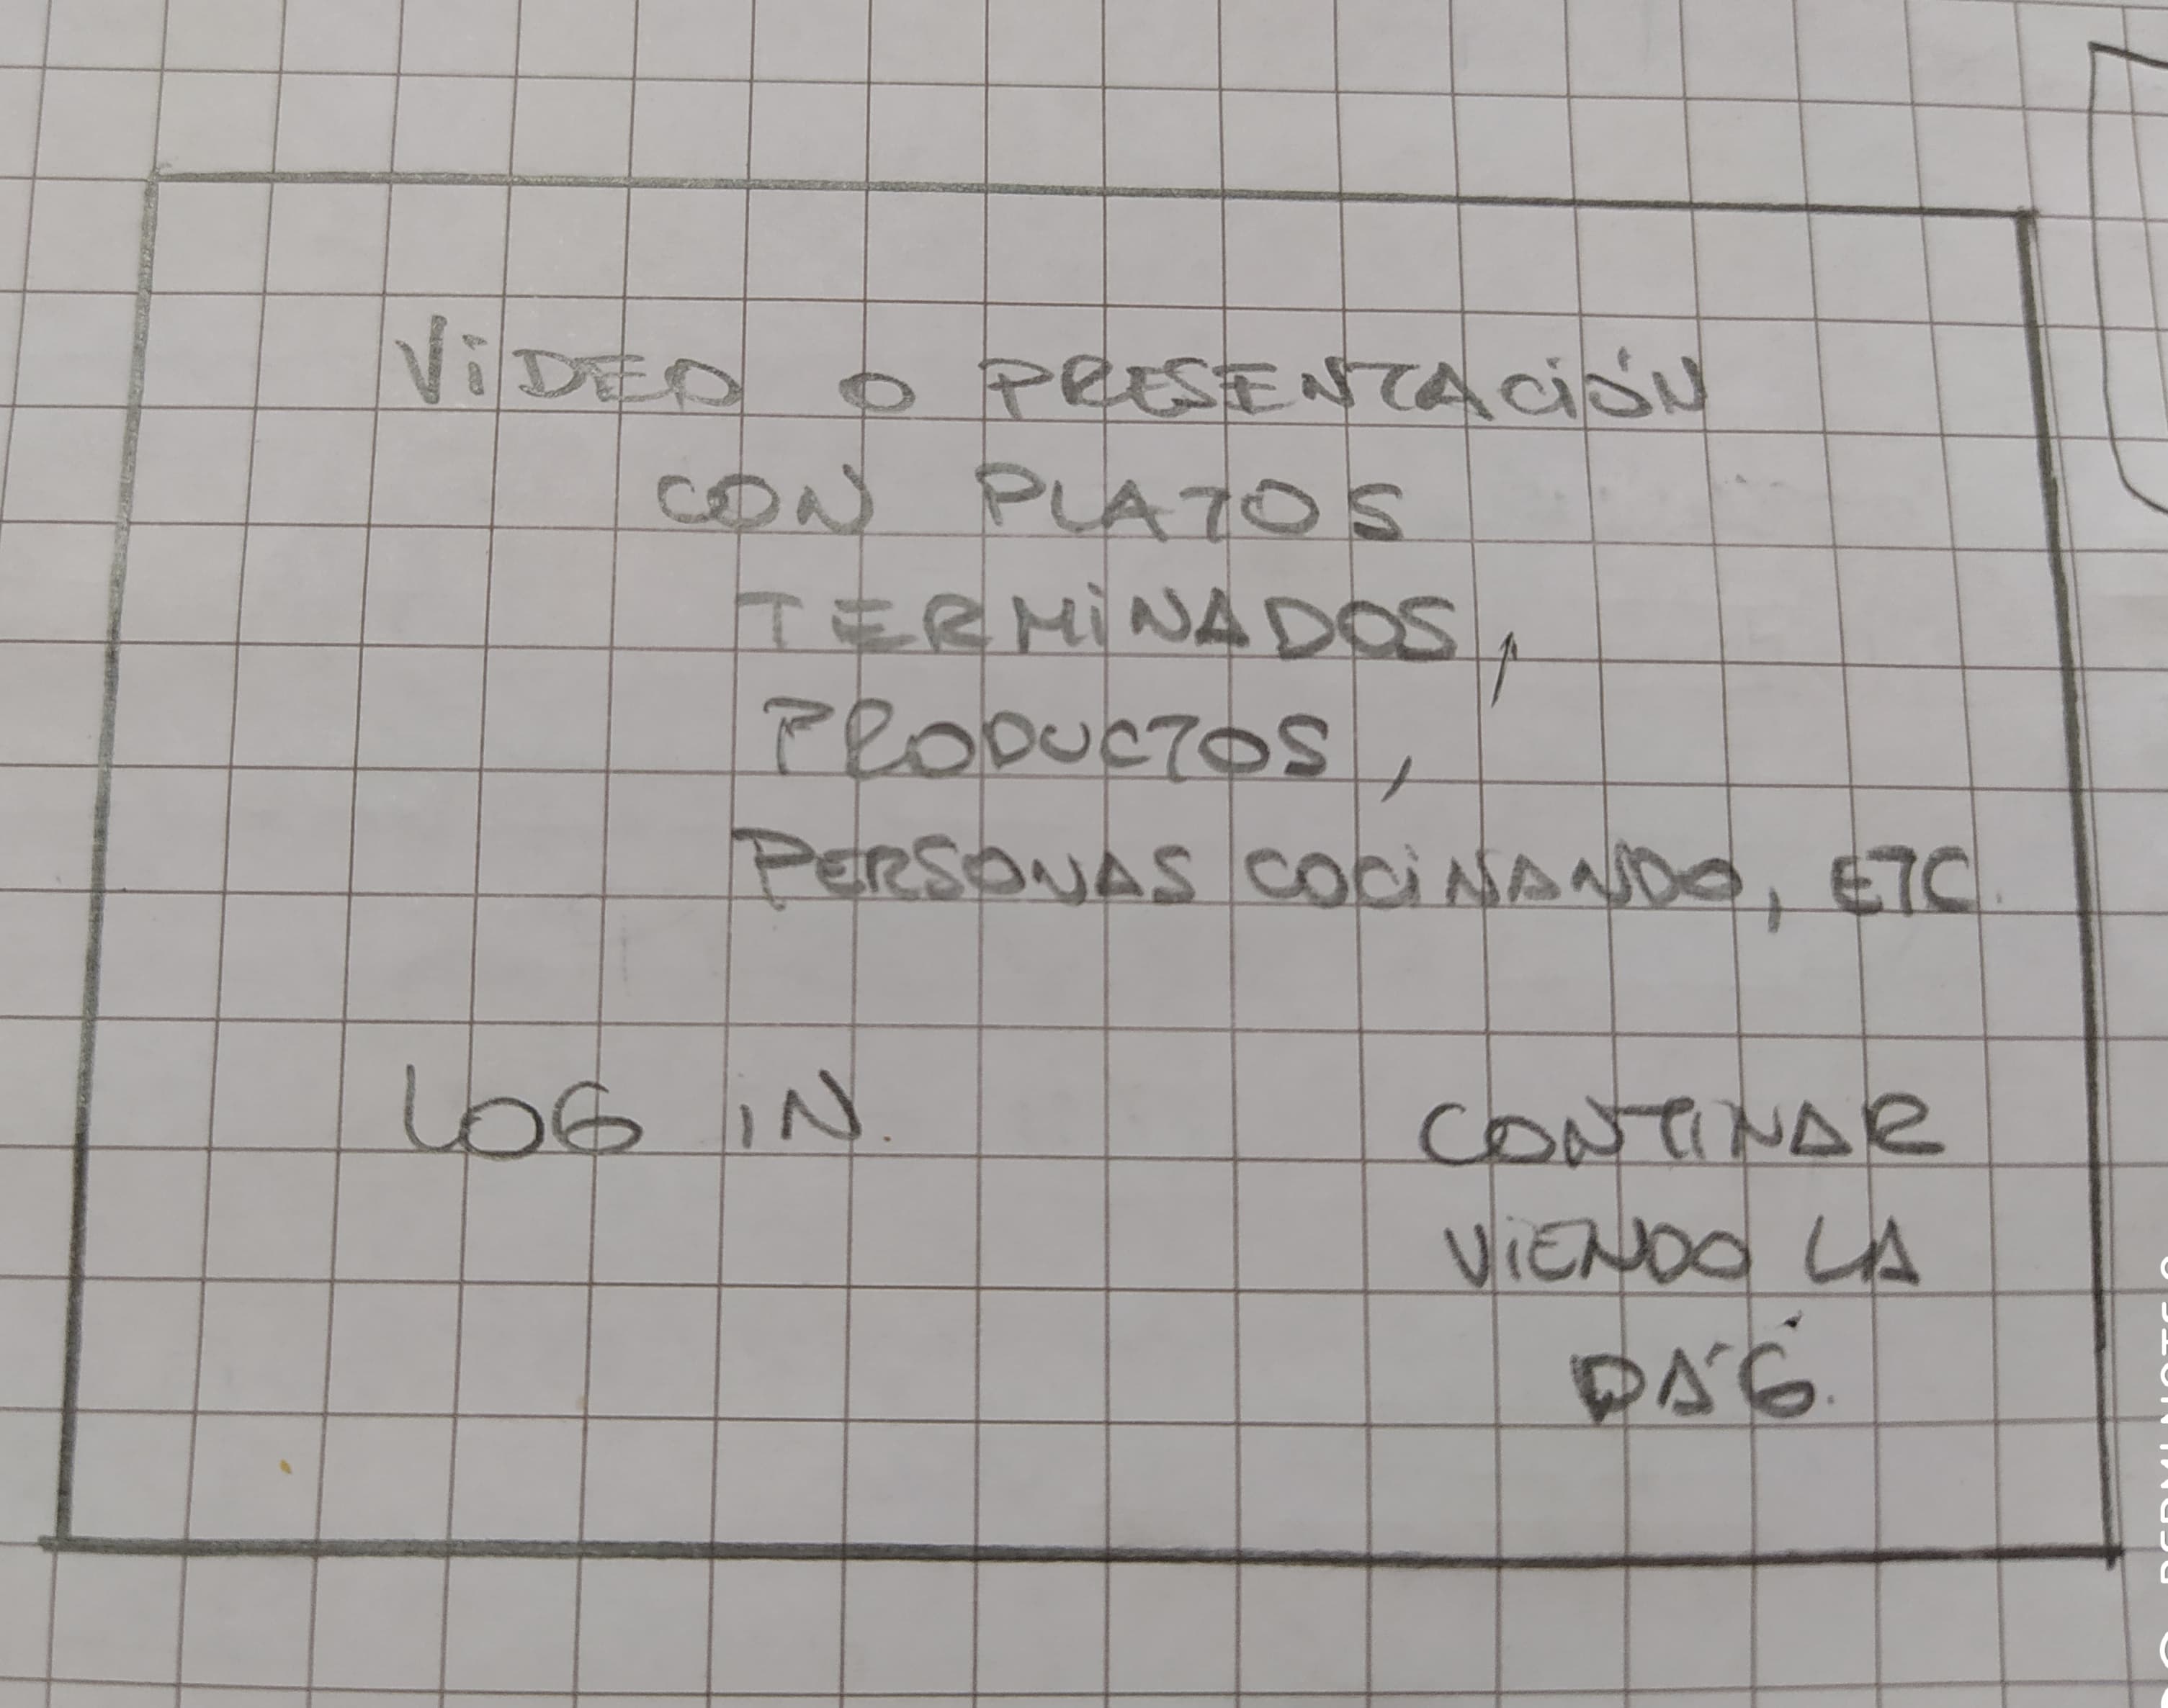 VIDEO O PRESENTACIÓN
CON PLATOS
TERMINADOS,
PRODUCTOS,
PERSONAS COCINANDO, ETC.
LOG IN.
CONTINAR
VIENDO LA
PÁG.